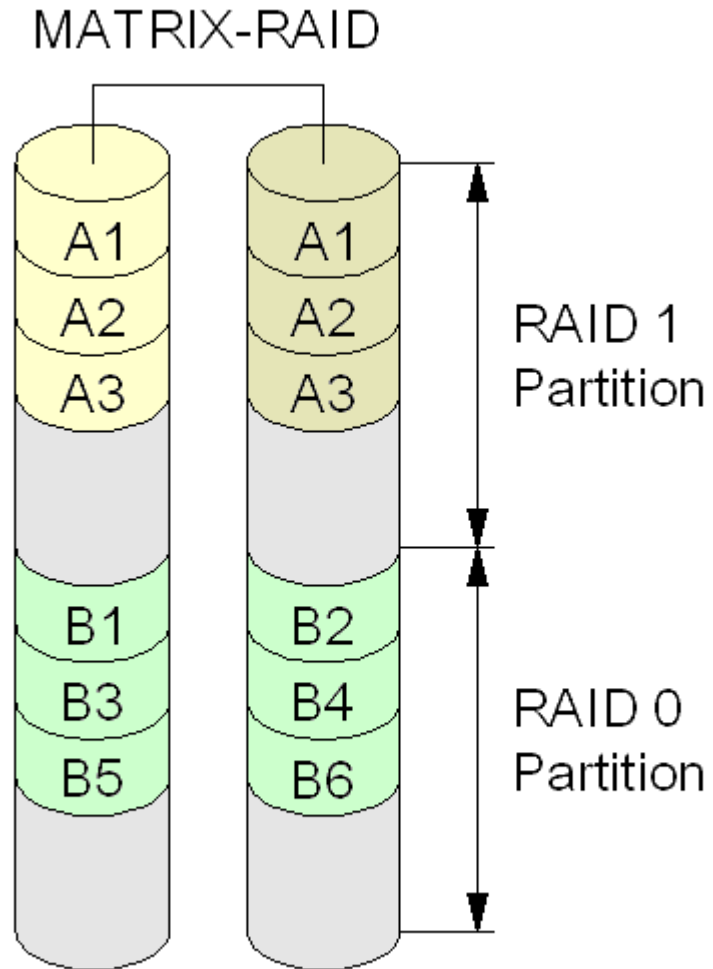 MATRIX-RAID
A1 A1
A2 A2
A3 A3
RAID 1
Partition
B1 B2
B3 B4
B5 B6
RAID 0
Partition